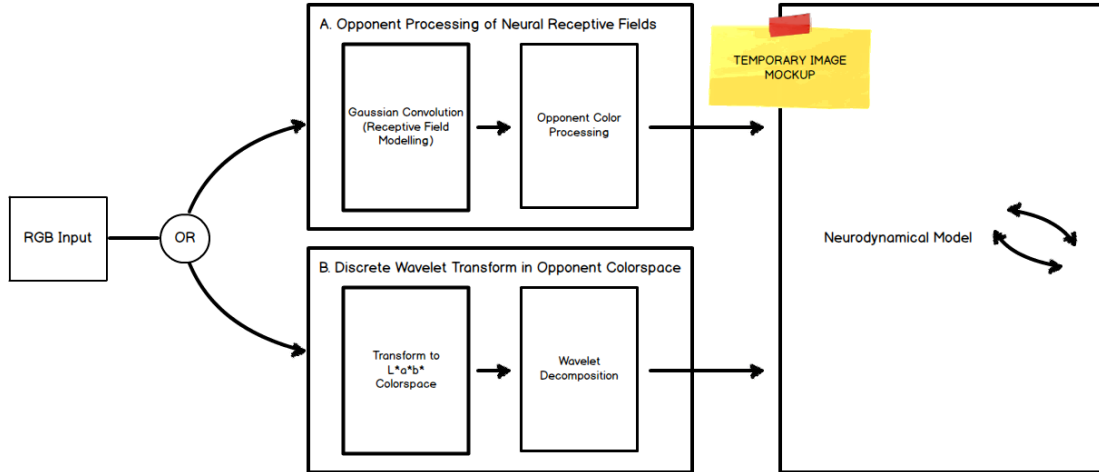 A. Opponent Processing of Neural Receptive Fields
TEMPORARY IMAGE
MOCKUP
Gaussian Convolution
(Receptive Field
Modelling)
Opponent Color
Processing
RGB Input
OR
Neurodynamical Model
B. Discrete Wavelet Transform in Opponent Colorspace
Transform to
L*a*b*
Colorspace
Wavelet
Decomposition